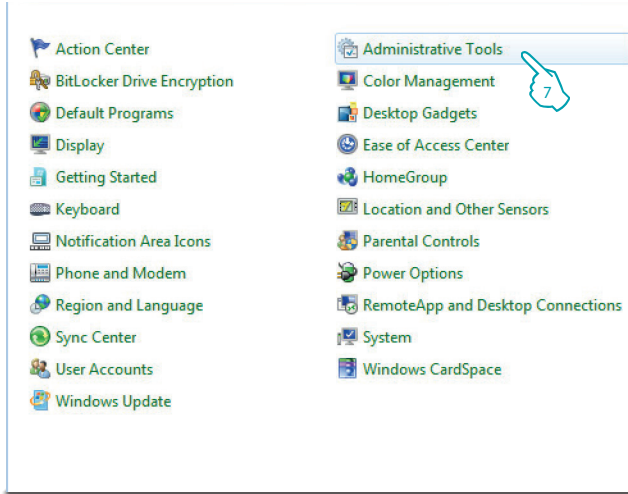 Action Center
BitLocker Drive Encryption
Default Programs
Display
Getting Started
Keyboard
Notification Area Icons
Phone and Modem
Region and Language
Sync Center
User Accounts
Windows Update
Administrative Tools
7
Color Management
Desktop Gadgets
Ease of Access Center
HomeGroup
Location and Other Sensors
Parental Controls
Power Options
RemoteApp and Desktop Connections
System
Windows CardSpace